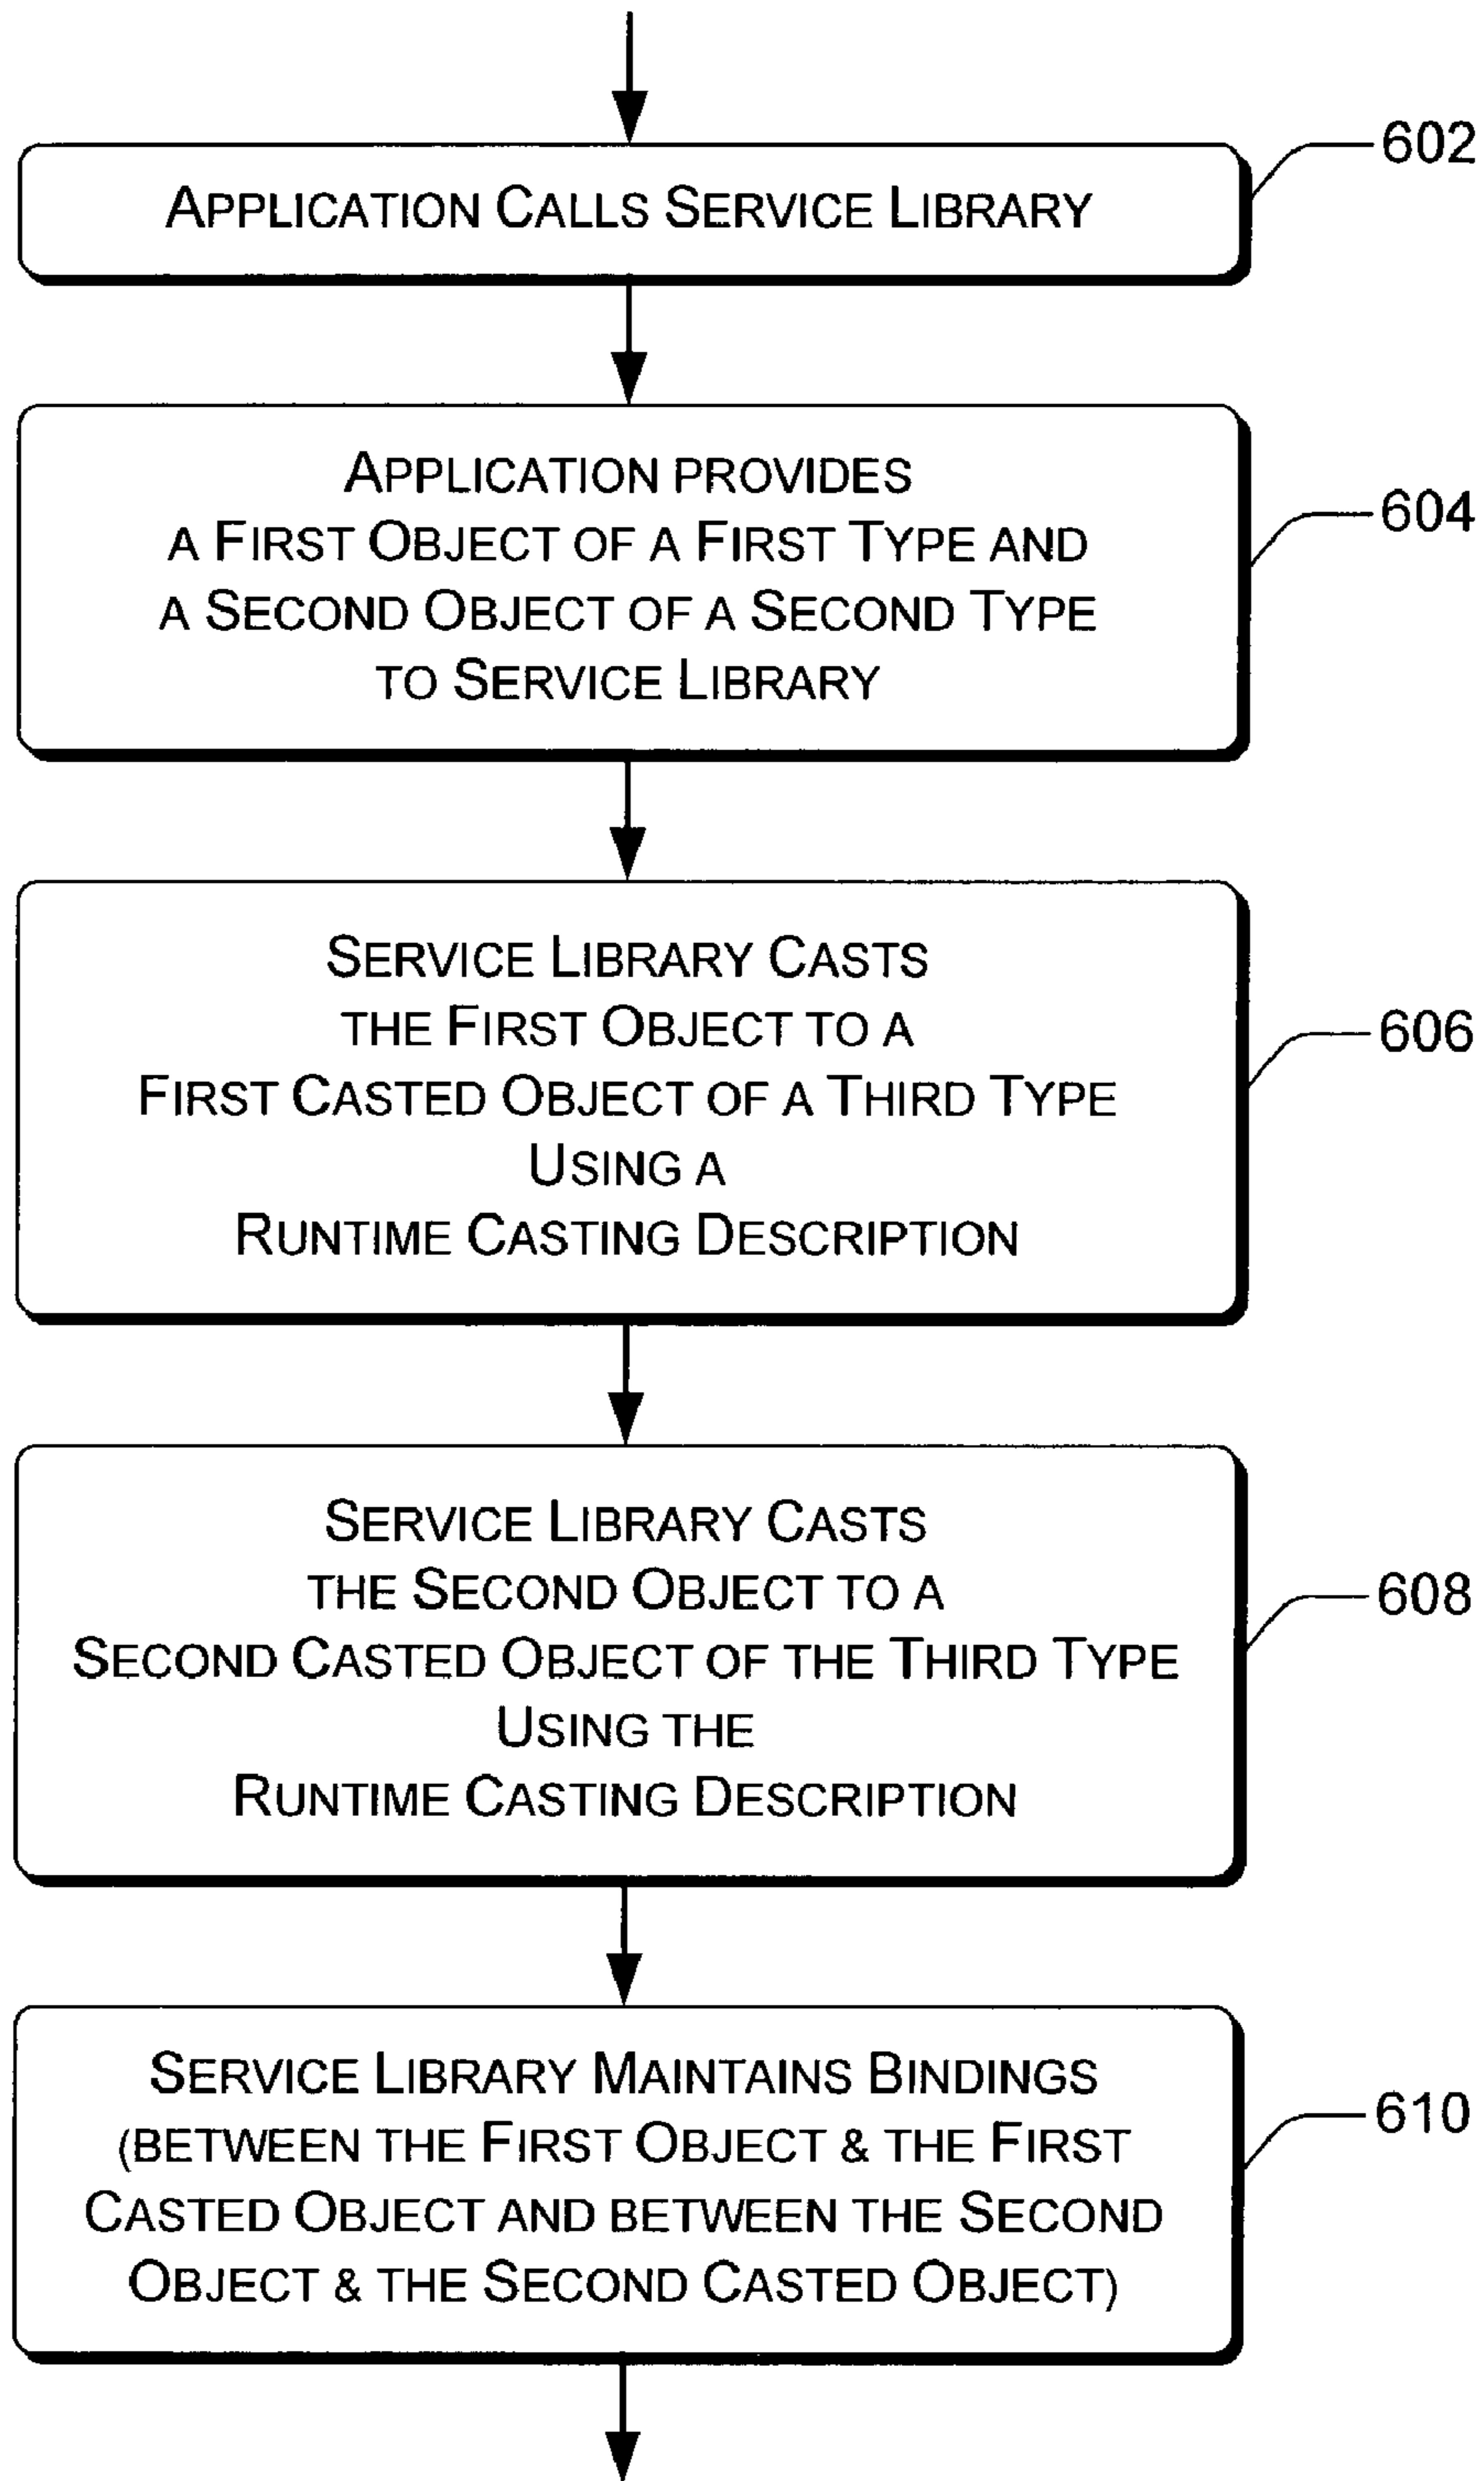 APPLICATION CALLS SERVICE LIBRARY
602
APPLICATION PROVIDES
A FIRST OBJECT OF A FIRST TYPE AND
A SECOND OBJECT OF A SECOND TYPE
TO SERVICE LIBRARY
604
SERVICE LIBRARY CASTS
THE FIRST OBJECT TO A
FIRST CASTED OBJECT OF A THIRD TYPE
USING A
RUNTIME CASTING DESCRIPTION
606
SERVICE LIBRARY CASTS
THE SECOND OBJECT TO A
SECOND CASTED OBJECT OF THE THIRD TYPE
USING THE
RUNTIME CASTING DESCRIPTION
608
SERVICE LIBRARY MAINTAINS BINDINGS
(BETWEEN THE FIRST OBJECT & THE FIRST
CASTED OBJECT AND BETWEEN THE SECOND
OBJECT & THE SECOND CASTED OBJECT)
610